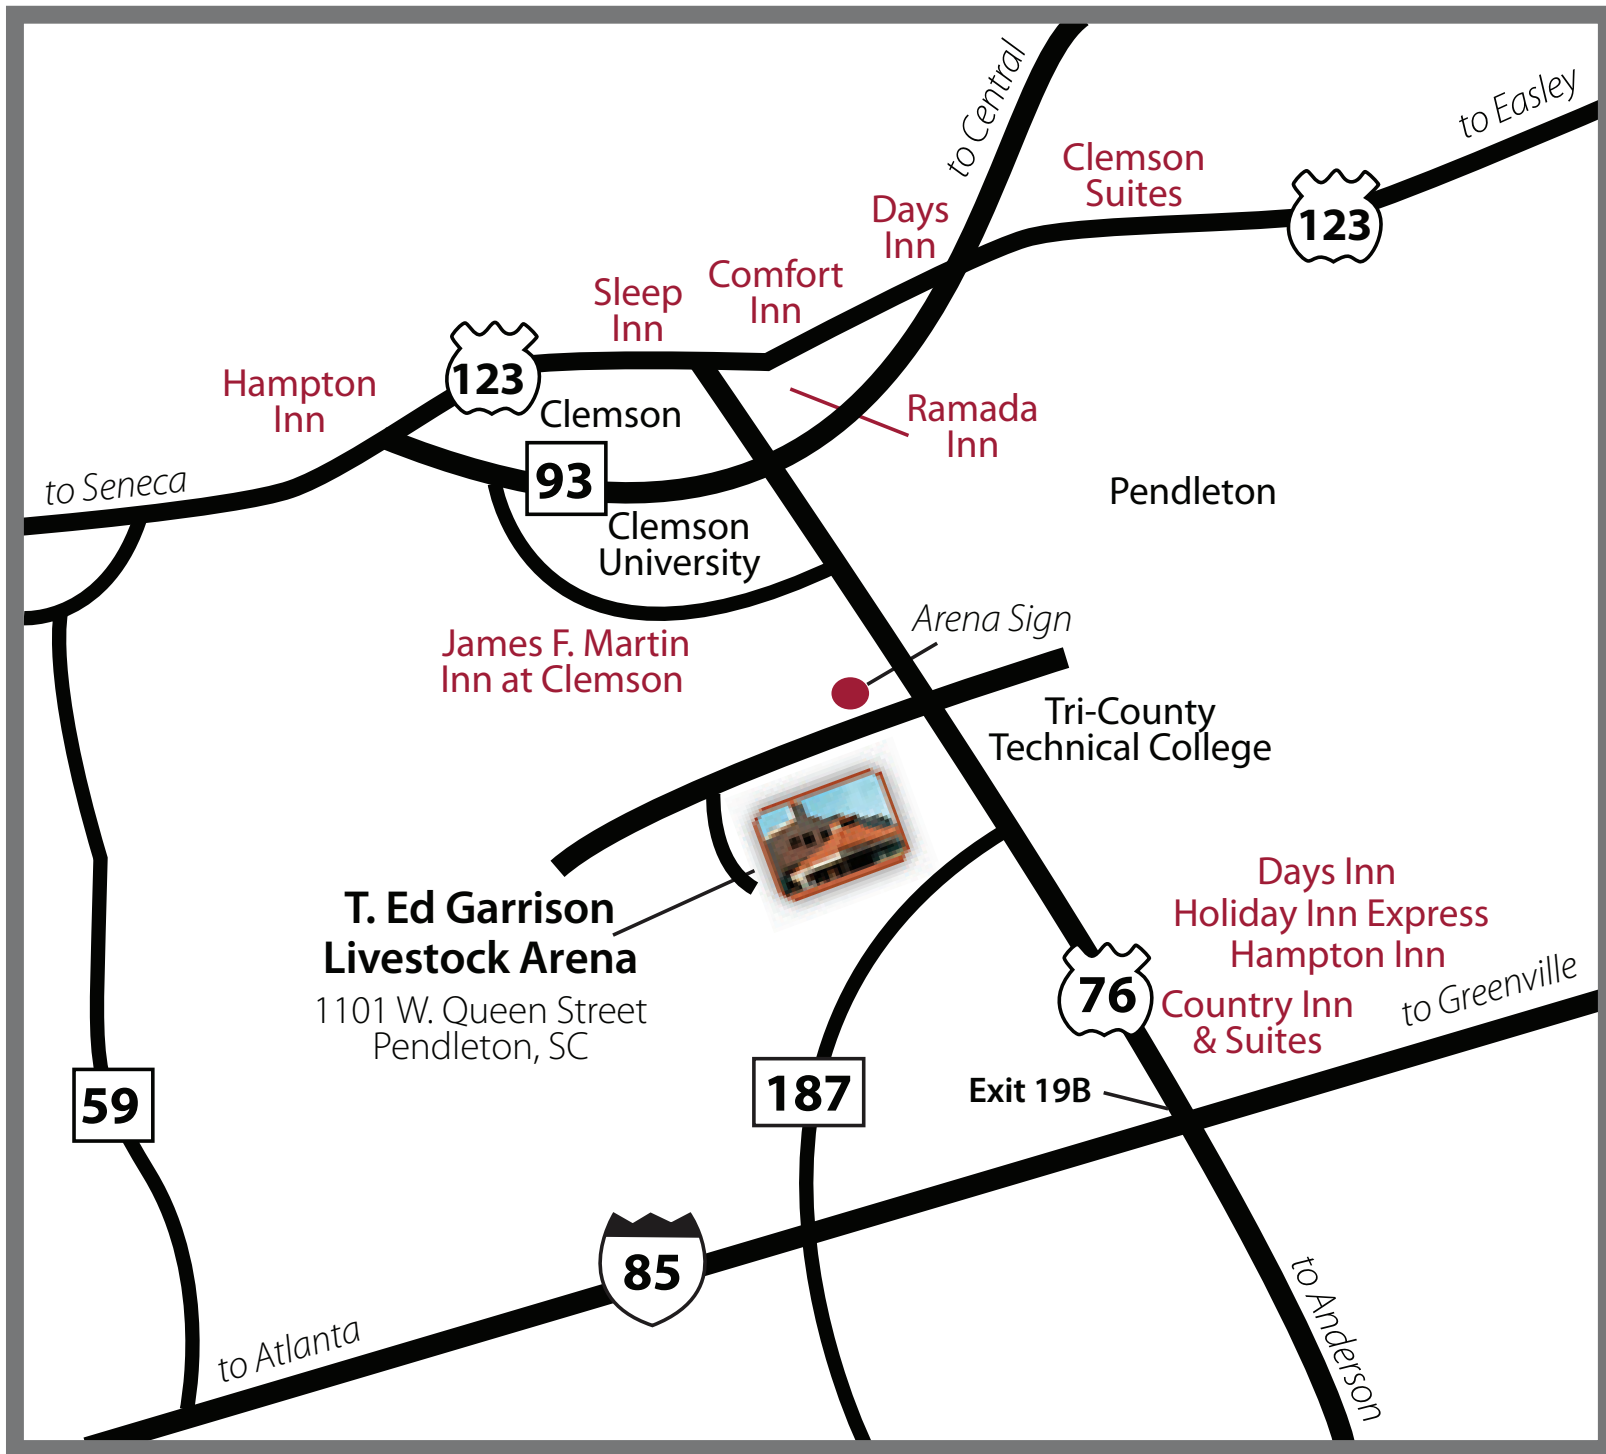 to Central
to Easley
Clemson
Suites
Days
Inn
123
Comfort
Inn
Sleep
Inn
123
Hampton
Inn
Clemson
Ramada
Inn
to Seneca
93
Pendleton
Clemson
University
Arena Sign
James F. Martin
Inn at Clemson
Tri-County
Technical College
T. Ed Garrison
Livestock Arena
1101 W. Queen Street
Pendleton, SC
Days Inn
Holiday Inn Express
Hampton Inn
76
Country Inn
& Suites
to Greenville
59
187
Exit 19B
85
to Atlanta
to Anderson